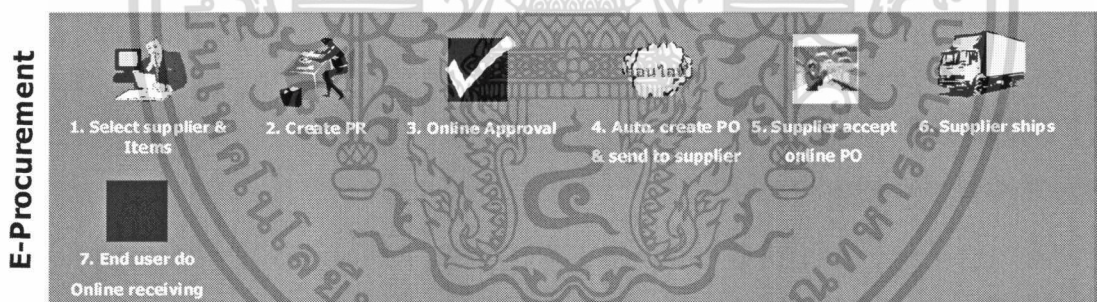 E-Procurement
1. Select supplier &
Items
2. Create PR
3. Online Approval
4. Auto. create PO
& send to supplier
5. Supplier accept
online PO
6. Supplier ships
7. End user do
Online receiving